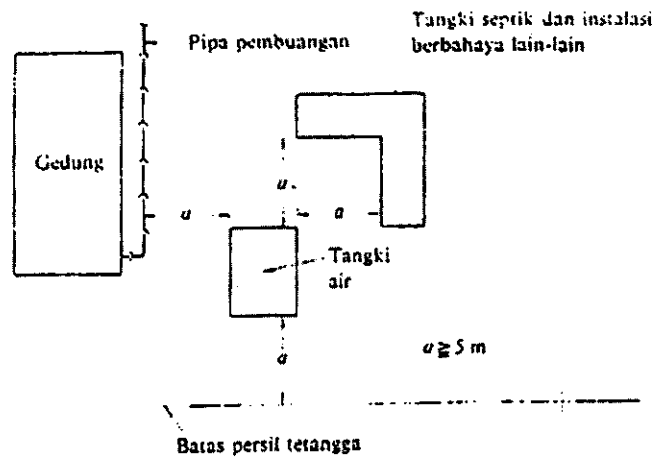 Pipa pembuangan
Tangki septik dan instalasi
berbahaya lain-lain
Gedung
a
a
a
Tangki
air
a
a ≧ 5 m
Batas persil tetangga